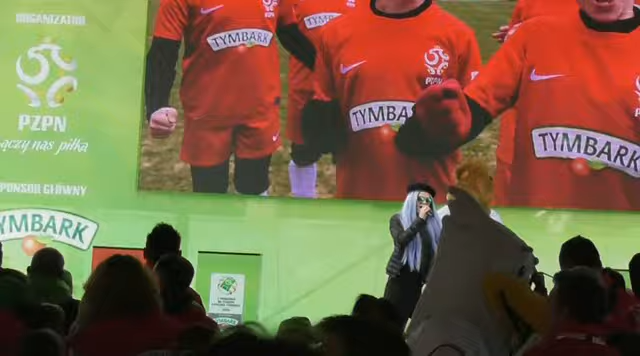 ORGANIZATOR
PZPN
Łączy nas piłka
SPONSOR GŁÓWNY
TYMBARK
TYMBARK
TYMBARK
TYMBARK